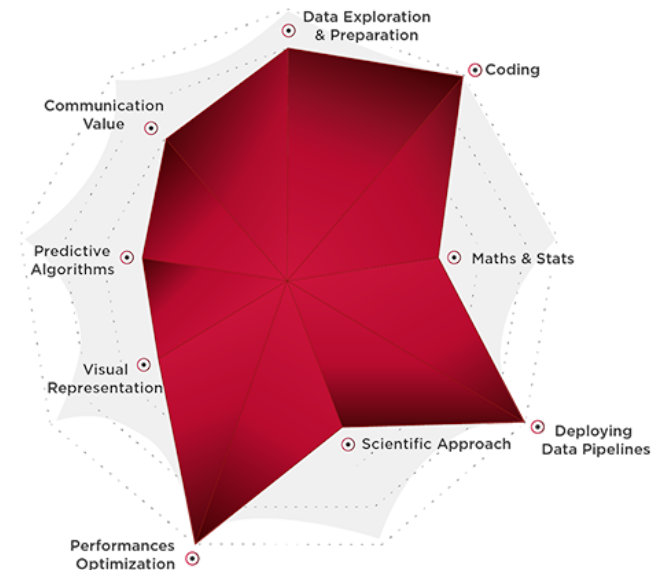 Data Exploration
& Preparation
Coding
Communication
Value
Predictive
Algorithms
Maths & Stats
Visual
Representation
Deploying
Data Pipelines
Scientific Approach
Performances
Optimization